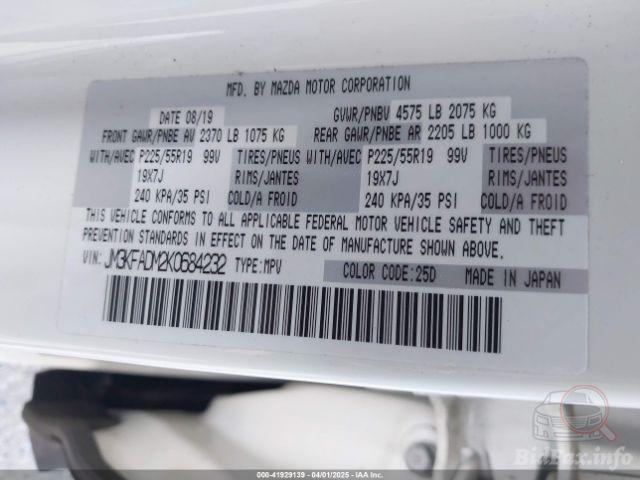 MFD. BY MAZDA MOTOR CORPORATION
DATE 08/19 GVWR/PNBV 4575 LB 2075 KG
FRONT GAWR/PNBE AV 2370 LB 1075 KG REAR GAWR/PNBE AR 2205 LB 1000 KG
WITH/AVEC P225/55R19 99V TIRES/PNEUS WITH/AVEC P225/55R19 99V TIRES/PNEUS
19X7J RIMS/JANTES 19X7J RIMS/JANTES
240 KPA/35 PSI COLD/A FROID 240 KPA/35 PSI COLD/A FROID
THIS VEHICLE CONFORMS TO ALL APPLICABLE FEDERAL MOTOR VEHICLE SAFETY AND THEFT
PREVENTION STANDARDS IN EFFECT ON THE DATE OF MANUFACTURE SHOWN ABOVE.
VIN: JM3KFADM2K0684232 TYPE:MPV COLOR CODE:25D MADE IN JAPAN
BidFax.info
000-41929139 - 04/01/2025 - IAA Inc.